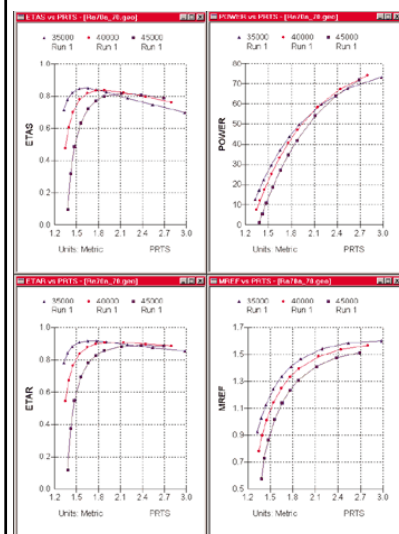 ETAS vs PRTS - [Rn70a_70.geo]
35000 40000 45000
Run 1 Run 1 Run 1
1.0
0.8
0.6
0.4
0.2
0.0
ETAS
1.2 1.5 1.8 2.1 2.4 2.7 3.0
Units: Metric PRTS
POWER vs PRTS - [Rn70a_70.geo]
35000 40000 45000
Run 1 Run 1 Run 1
80
70
60
50
40
30
20
10
0
POWER
1.2 1.5 1.8 2.1 2.4 2.7 3.0
Units: Metric PRTS
ETAR vs PRTS - [Rn70a_70.geo]
35000 40000 45000
Run 1 Run 1 Run 1
1.0
0.8
0.6
0.4
0.2
0.0
ETAR
1.2 1.5 1.8 2.1 2.4 2.7 3.0
Units: Metric PRTS
MREF vs PRTS - [Rn70a_70.geo]
35000 40000 45000
Run 1 Run 1 Run 1
1.7
1.5
1.3
1.1
0.9
0.7
0.5
MREF
1.2 1.5 1.8 2.1 2.4 2.7 3.0
Units: Metric PRTS